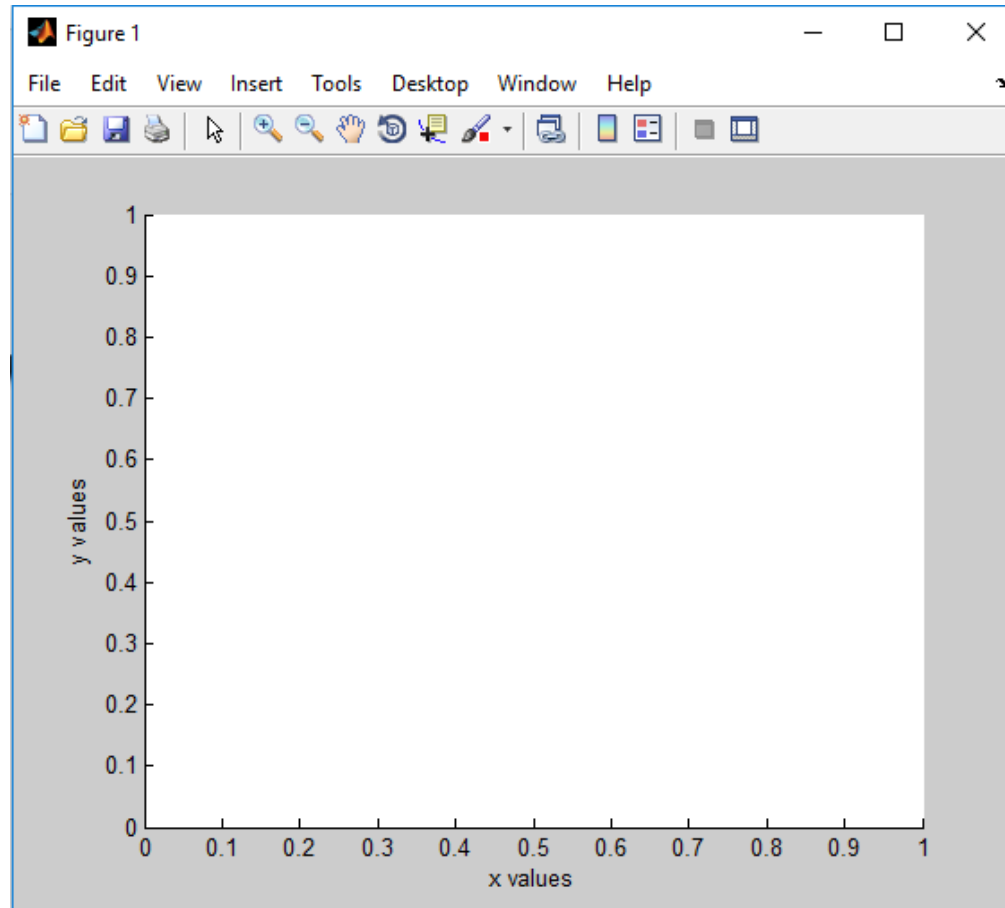 Figure 1
File Edit View Insert Tools Desktop Window Help
1
0.9
0.8
0.7
0.6
0.5
0.4
0.3
0.2
0.1
0
y values
0 0.1 0.2 0.3 0.4 0.5 0.6 0.7 0.8 0.9 1
x values